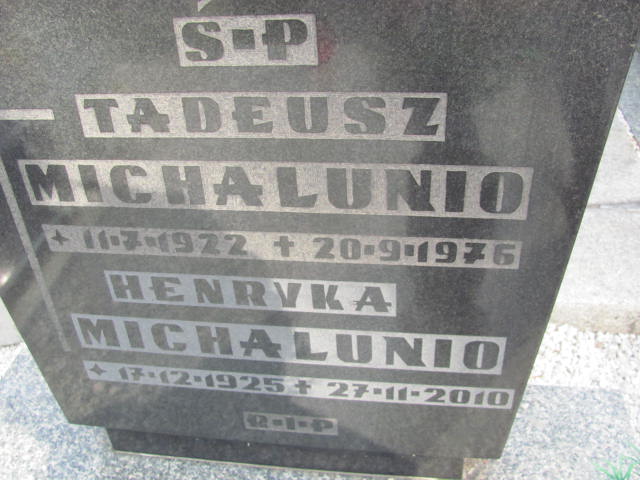 Ś·P
TADEUSZ
MICHALUNIO
+ 11·7·1922 + 20·9·1976
HENRYKA
MICHALUNIO
+ 17·12·1925 + 27·11·2010
R·I·P